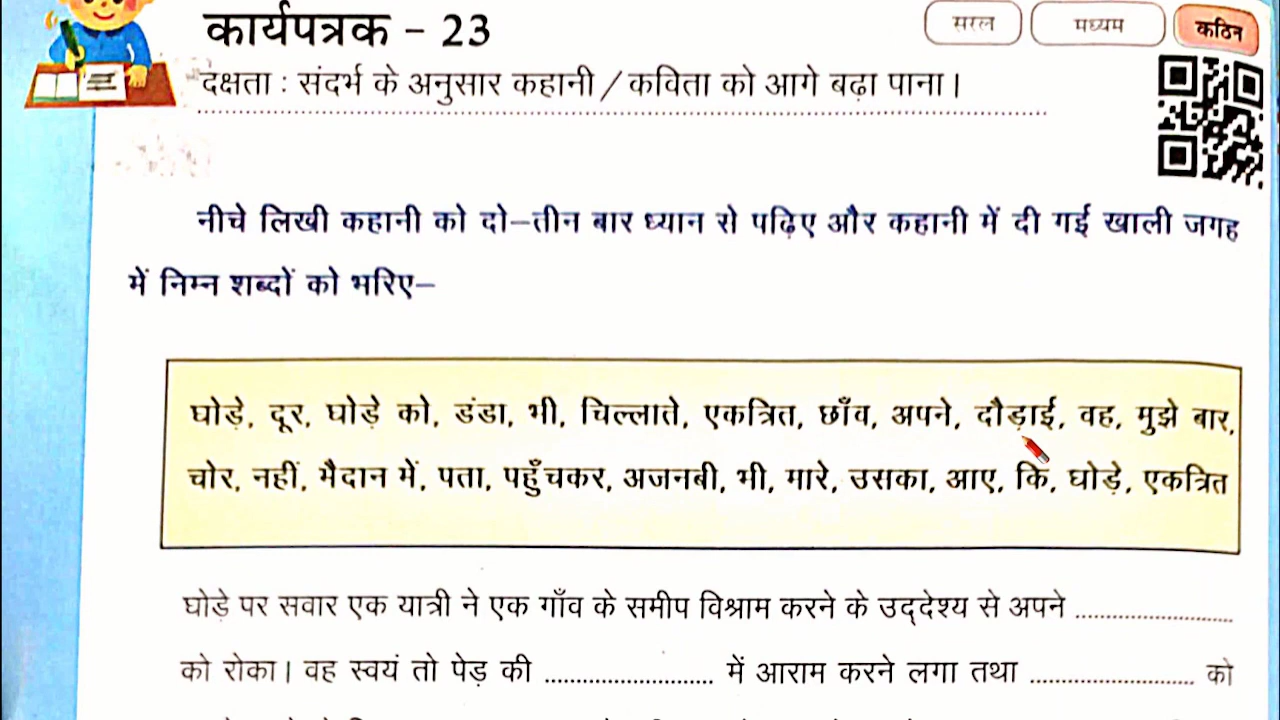 कार्यपत्रक - 23
सरल
मध्यम
कठिन
दक्षता : संदर्भ के अनुसार कहानी / कविता को आगे बढ़ा पाना।
नीचे लिखी कहानी को दो-तीन बार ध्यान से पढ़िए और कहानी में दी गई खाली जगह
में निम्न शब्दों को भरिए-
घोड़े, दूर, घोड़े को, डंडा, भी, चिल्लाते, एकत्रित, छाँव, अपने, दौड़ाई, वह, मुझे बार,
चोर, नहीं, मैदान में, पता, पहुँचकर, अजनबी, भी, मारे, उसका, आए, कि, घोड़े, एकत्रित
घोड़े पर सवार एक यात्री ने एक गाँव के समीप विश्राम करने के उद्देश्य से अपने ..........................
को रोका। वह स्वयं तो पेड़ की ........................... में आराम करने लगा तथा ........................... को